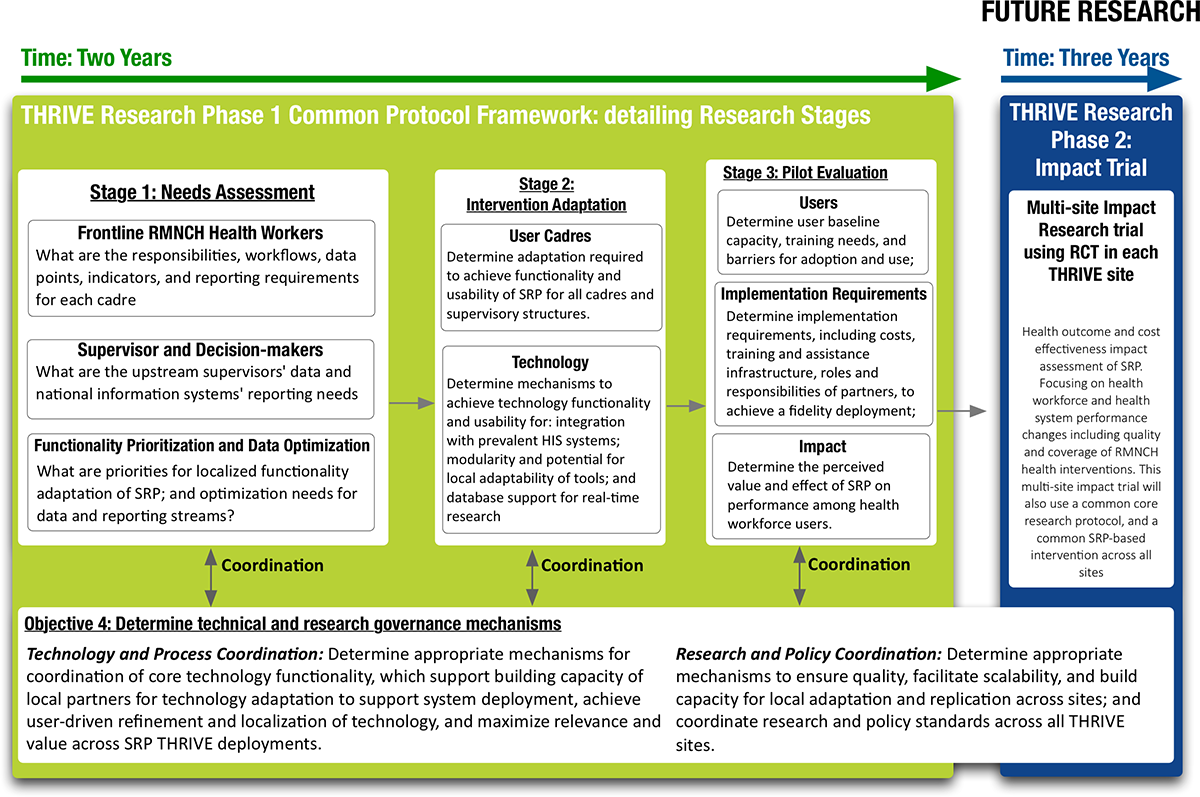 FUTURE RESEARCH
Time: Two Years
Time: Three Years
THRIVE Research Phase 1 Common Protocol Framework: detailing Research Stages
Stage 1: Needs Assessment
Frontline RMNCH Health Workers
What are the responsibilities, workflows, data
points, indicators, and reporting requirements
for each cadre
Supervisor and Decision-makers
What are the upstream supervisors' data and
national information systems' reporting needs
Functionality Prioritization and Data Optimization
What are priorities for localized functionality
adaptation of SRP; and optimization needs for
data and reporting streams?
Stage 2:
Intervention Adaptation
User Cadres
Determine adaptation required
to achieve functionality and
usability of SRP for all cadres and
supervisory structures.
Technology
Determine mechanisms to
achieve technology functionality
and usability for: integration
with prevalent HIS systems;
modularity and potential for
local adaptability of tools; and
database support for real-time
research
Stage 3: Pilot Evaluation
Users
Determine user baseline
capacity, training needs, and
barriers for adoption and use;
Implementation Requirements
Determine implementation
requirements, including costs,
training and assistance
infrastructure, roles and
responsibilities of partners, to
achieve a fidelity deployment;
Impact
Determine the perceived
value and effect of SRP on
performance among health
workforce users.
THRIVE Research
Phase 2:
Impact Trial
Multi-site Impact
Research trial
using RCT in each
THRIVE site
Health outcome and cost
effectiveness impact
assessment of SRP.
Focusing on health
workforce and health
system performance
changes including quality
and coverage of RMNCH
health interventions. This
multi-site impact trial will
also use a common core
research protocol, and a
common SRP-based
intervention across all
sites
Coordination
Coordination
Coordination
Objective 4: Determine technical and research governance mechanisms
Technology and Process Coordination: Determine appropriate mechanisms for
coordination of core technology functionality, which support building capacity of
local partners for technology adaptation to support system deployment, achieve
user-driven refinement and localization of technology, and maximize relevance and
value across SRP THRIVE deployments.
Research and Policy Coordination: Determine appropriate
mechanisms to ensure quality, facilitate scalability, and build
capacity for local adaptation and replication across sites; and
coordinate research and policy standards across all THRIVE
sites.